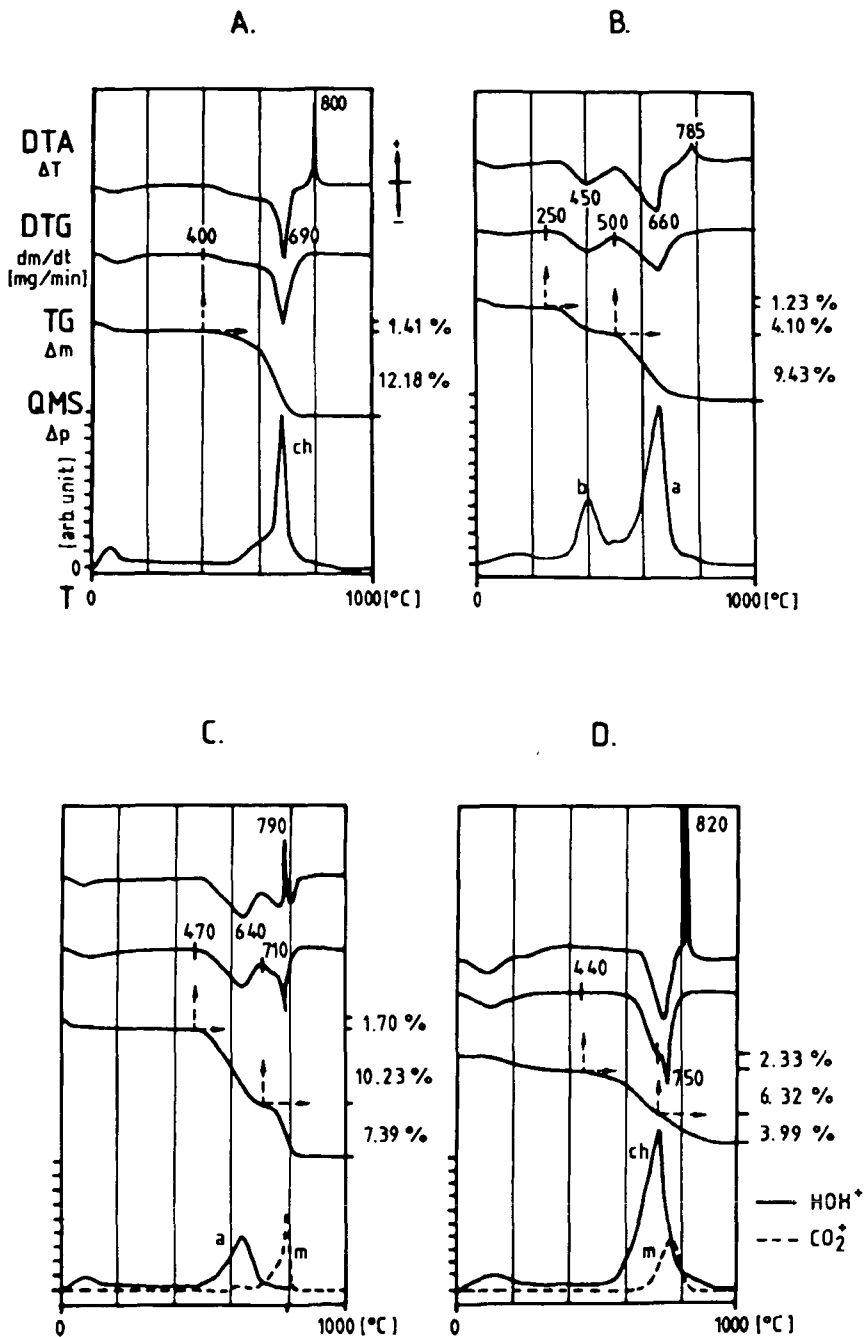 A.
B.
800
785
DTA
ΔT
+
−
450
DTG
dm/dt
[mg/min]
400
690
250
500
660
TG
Δm
1.41 %
12.18 %
1.23 %
4.10 %
9.43 %
QMS
Δp
[arb. unit]
ch
b
a
0
T
0
1000 [°C]
0
1000 [°C]
C.
D.
790
820
470
640
710
440
1.70 %
10.23 %
7.39 %
750
2.33 %
6.32 %
3.99 %
a
m
ch
m
HOH⁺
CO₂⁺
0
1000 [°C]
0
1000 [°C]